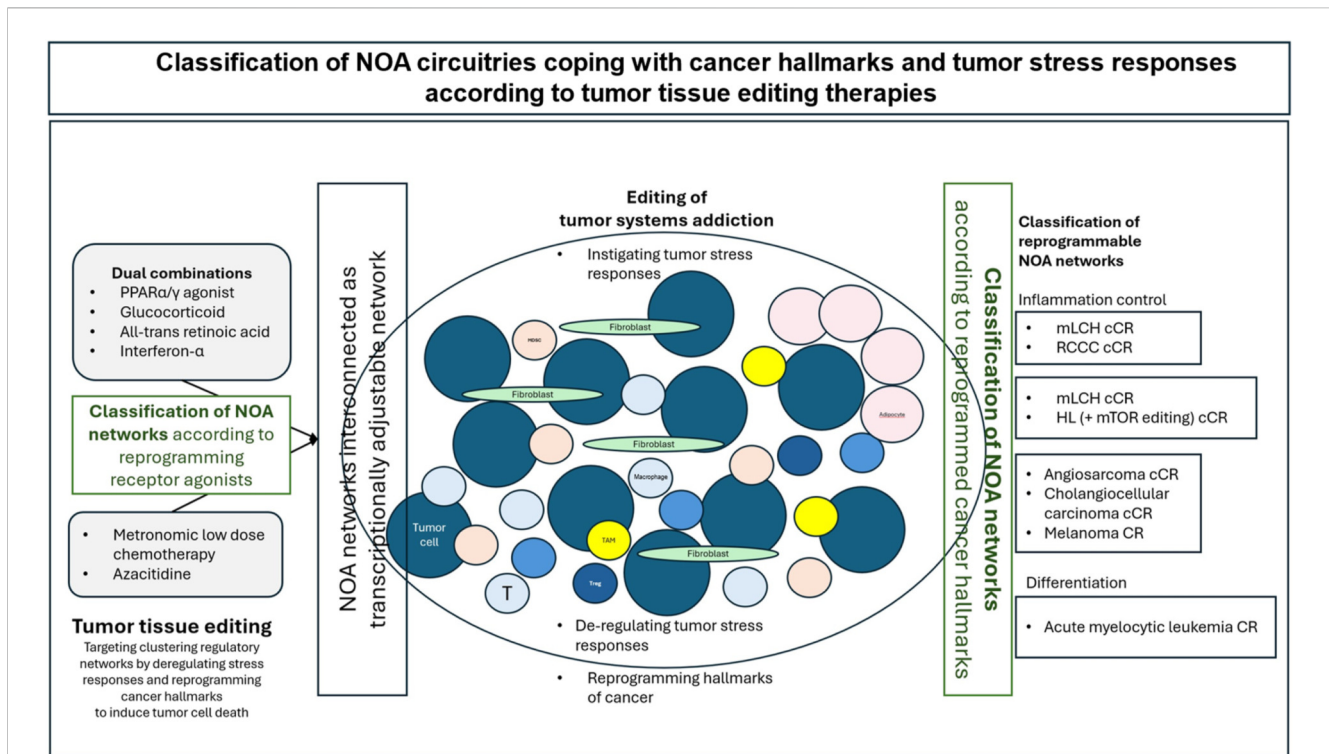 Classification of NOA circuitries coping with cancer hallmarks and tumor stress responses
according to tumor tissue editing therapies
Dual combinations
• PPARα/γ agonist
• Glucocorticoid
• All-trans retinoic acid
• Interferon-α
Classification of NOA
networks according to
reprogramming
receptor agonists
• Metronomic low dose
chemotherapy
• Azacitidine
Tumor tissue editing
Targeting clustering regulatory
networks by deregulating stress
responses and reprogramming
cancer hallmarks
to induce tumor cell death
NOA networks interconnected as
transcriptionally adjustable network
Editing of
tumor systems addiction
• Instigating tumor stress
responses
Fibroblast
MDSC
Fibroblast
Adipocyte
Fibroblast
Macrophage
Tumor
cell
TAM
Fibroblast
Treg
T
• De-regulating tumor stress
responses
• Reprogramming hallmarks
of cancer
Classification of NOA networks
according to reprogrammed cancer hallmarks
Classification of
reprogrammable
NOA networks
Inflammation control
• mLCH cCR
• RCCC cCR
• mLCH cCR
• HL (+ mTOR editing) cCR
• Angiosarcoma cCR
• Cholangiocellular
carcinoma cCR
• Melanoma CR
Differentiation
• Acute myelocytic leukemia CR